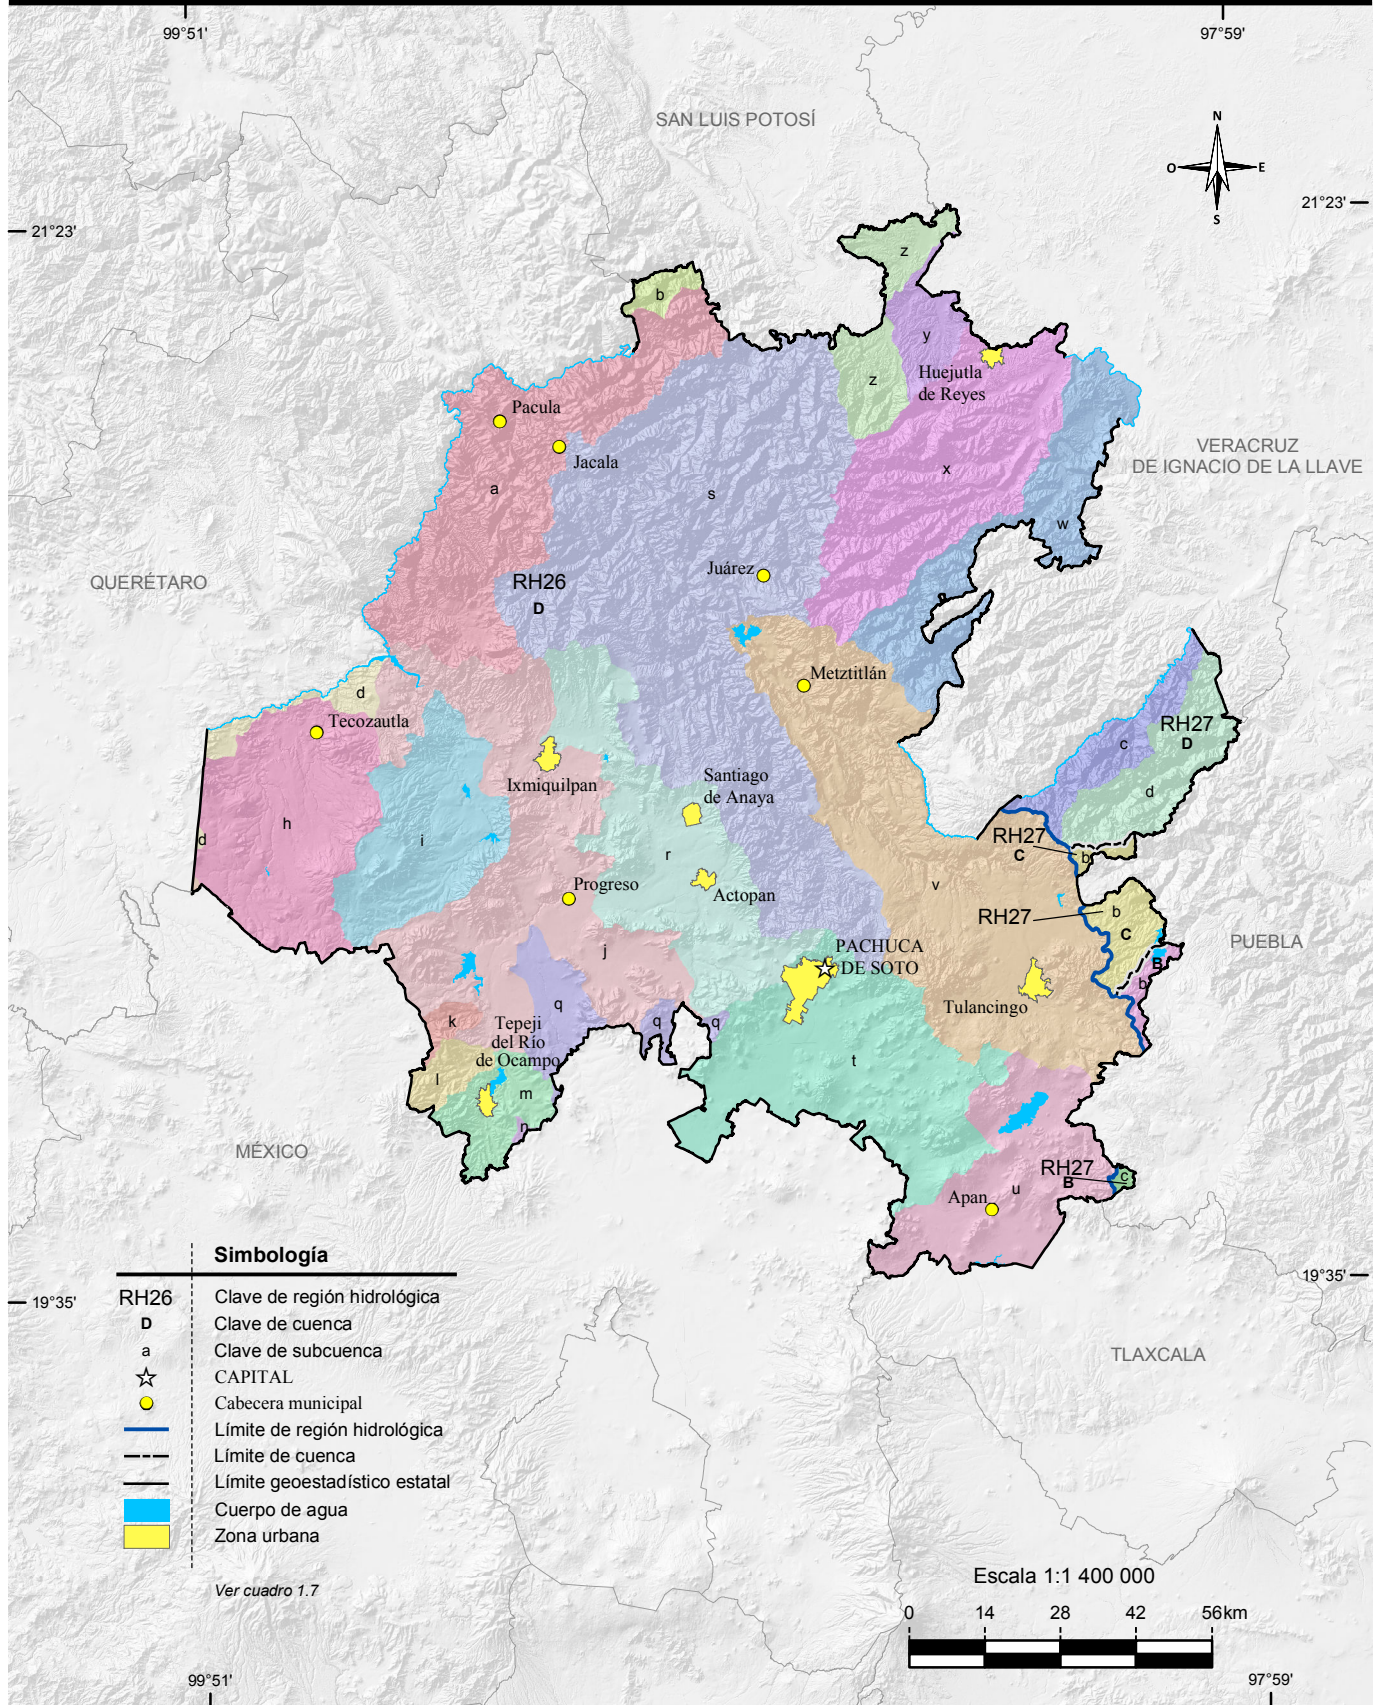 99°51'
97°59'
SAN LUIS POTOSÍ
N
O
E
S
21°23'
21°23'
z
b
y
z
Huejutla
de Reyes
Pacula
Jacala
VERACRUZ
DE IGNACIO DE LA LLAVE
a
s
x
w
QUERÉTARO
RH26
D
Juárez
Metztitlán
d
Tecozautla
RH27
D
c
d
Ixmiquilpan
Santiago
de Anaya
h
d
i
r
RH27
C
b
v
Progreso
Actopan
RH27
b
C
PUEBLA
j
PACHUCA
DE SOTO
B
b
Tulancingo
k
q
q
q
Tepeji
del Río
de Ocampo
t
l
m
n
MÉXICO
RH27
B
c
u
Apan
Simbología
RH26 Clave de región hidrológica
D Clave de cuenca
a Clave de subcuenca
CAPITAL
Cabecera municipal
Límite de región hidrológica
Límite de cuenca
Límite geoestadístico estatal
Cuerpo de agua
Zona urbana
Ver cuadro 1.7
19°35'
19°35'
TLAXCALA
Escala 1:1 400 000
0 14 28 42 56km
99°51'
97°59'